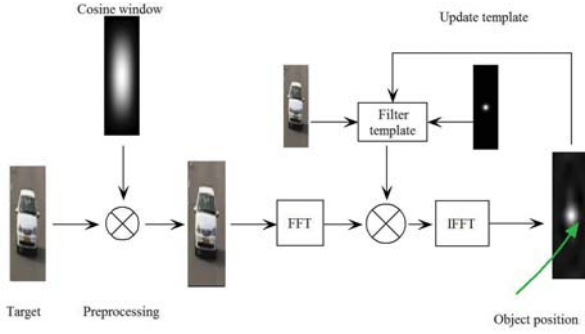 Cosine window
Update template
Filter
template
FFT
IFFT
Target
Preprocessing
Object position